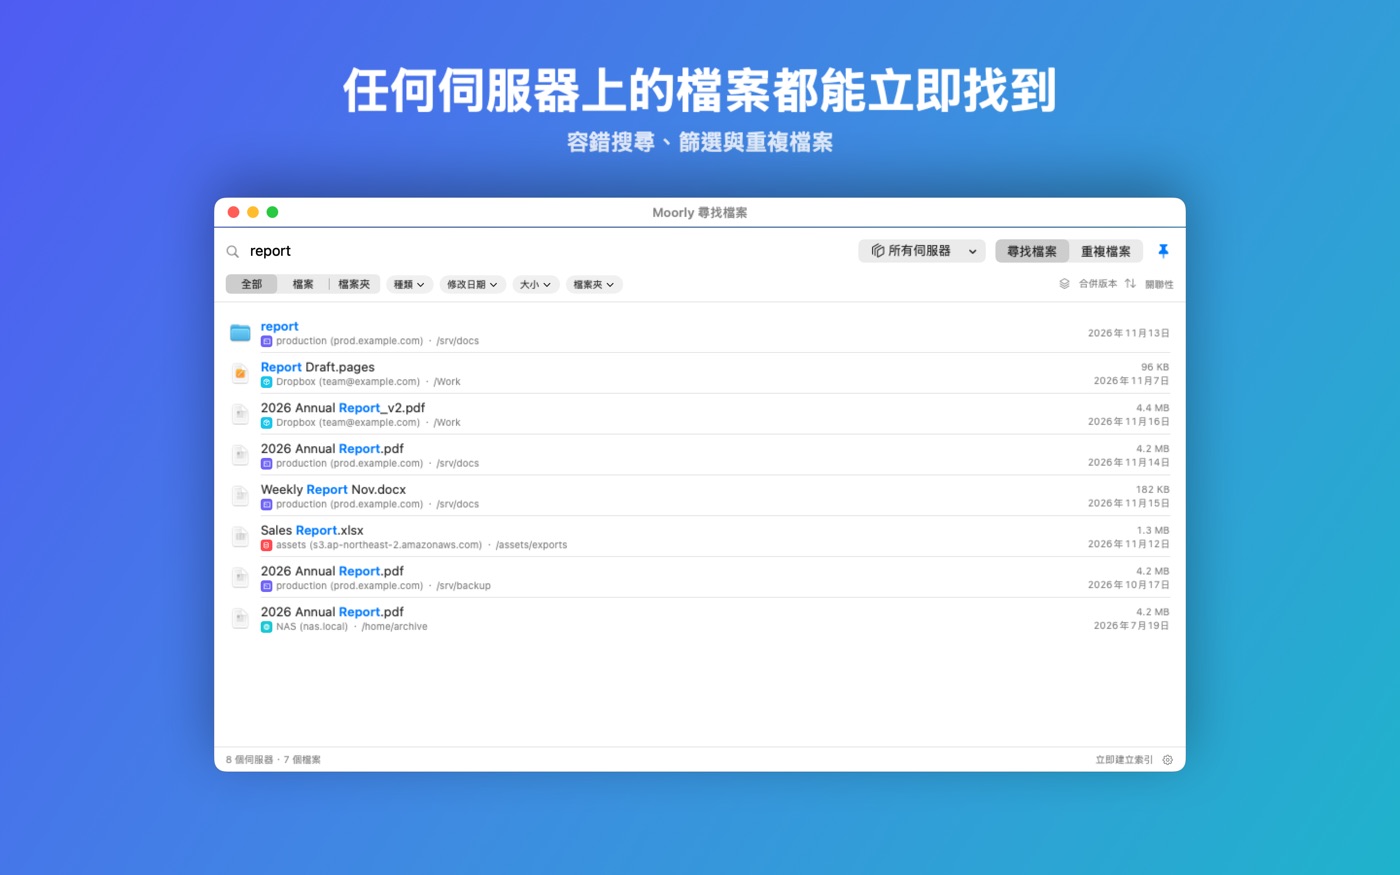 任何伺服器上的檔案都能立即找到
容錯搜尋、篩選與重複檔案
Moorly 尋找檔案
report
所有伺服器
尋找檔案
重複檔案
全部
檔案
檔案夾
種類
修改日期
大小
檔案夾
合併版本
關聯性
report
production (prod.example.com) · /srv/docs
2026年11月13日
Report Draft.pages
Dropbox (team@example.com) · /Work
96 KB
2026年11月7日
2026 Annual Report_v2.pdf
Dropbox (team@example.com) · /Work
4.4 MB
2026年11月16日
2026 Annual Report.pdf
production (prod.example.com) · /srv/docs
4.2 MB
2026年11月14日
Weekly Report Nov.docx
production (prod.example.com) · /srv/docs
182 KB
2026年11月15日
Sales Report.xlsx
assets (s3.ap-northeast-2.amazonaws.com) · /assets/exports
1.3 MB
2026年11月12日
2026 Annual Report.pdf
production (prod.example.com) · /srv/backup
4.2 MB
2026年10月17日
2026 Annual Report.pdf
NAS (nas.local) · /home/archive
4.2 MB
2026年7月19日
8 個伺服器 · 7 個檔案
立即建立索引